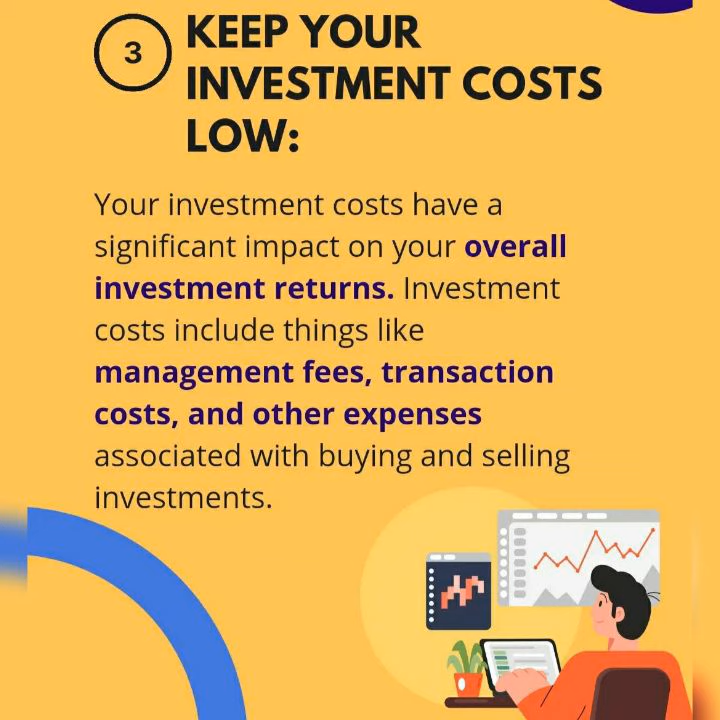 3
KEEP YOUR
INVESTMENT COSTS
LOW:
Your investment costs have a
significant impact on your overall
investment returns. Investment
costs include things like
management fees, transaction
costs, and other expenses
associated with buying and selling
investments.